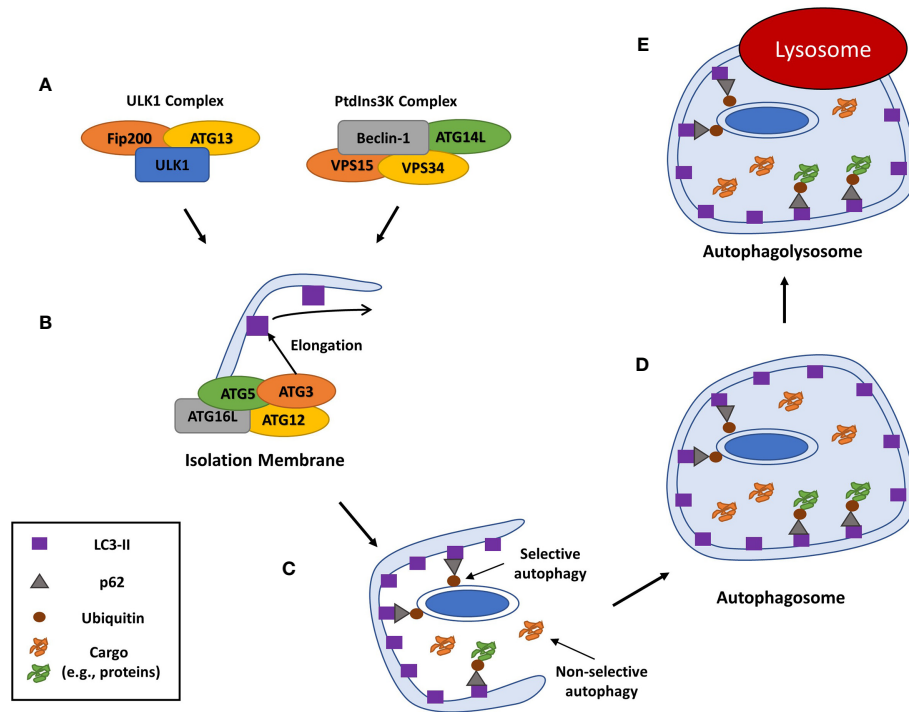 A
ULK1 Complex
Fip200
ATG13
ULK1
PtdIns3K Complex
Beclin-1
ATG14L
VPS15
VPS34
B
Elongation
ATG5
ATG3
ATG16L
ATG12
Isolation Membrane
LC3-II
p62
Ubiquitin
Cargo
(e.g., proteins)
C
Selective
autophagy
Non-selective
autophagy
D
Autophagosome
E
Lysosome
Autophagolysosome